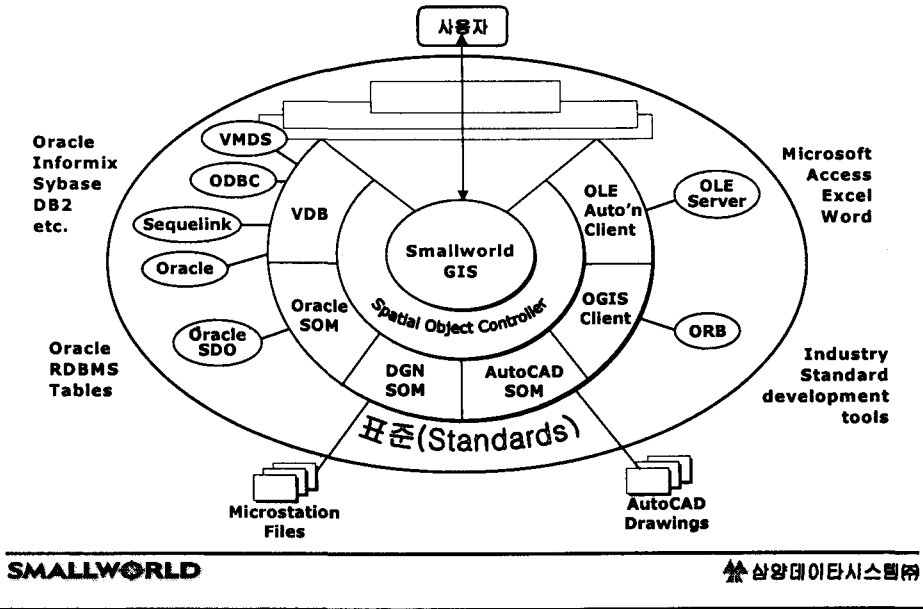 사용자
Oracle
Informix
Sybase
DB2
etc.
VMDS
ODBC
Sequelink
Oracle
VDB
Smallworld
GIS
OLE
Auto'n
Client
OLE
Server
Microsoft
Access
Excel
Word
Spatial Object Controller
Oracle
SOM
Oracle
SDO
OGIS
Client
ORB
Oracle
RDBMS
Tables
DGN
SOM
AutoCAD
SOM
Industry
Standard
development
tools
표준(Standards)
Microstation
Files
AutoCAD
Drawings
SMALLWORLD
삼양데이타시스템㈜